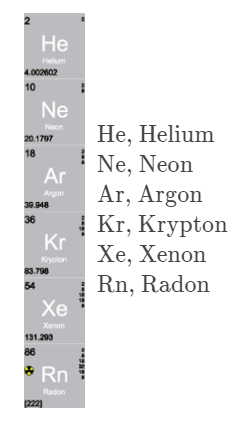 2 2
He
Helium
4.002602
10
Ne
Neon
20.1797
18
Ar
Argon
39.948
36
Kr
Krypton
83.798
54
Xe
Xenon
131.293
86
Rn
Radon
[222]
He, Helium
Ne, Neon
Ar, Argon
Kr, Krypton
Xe, Xenon
Rn, Radon